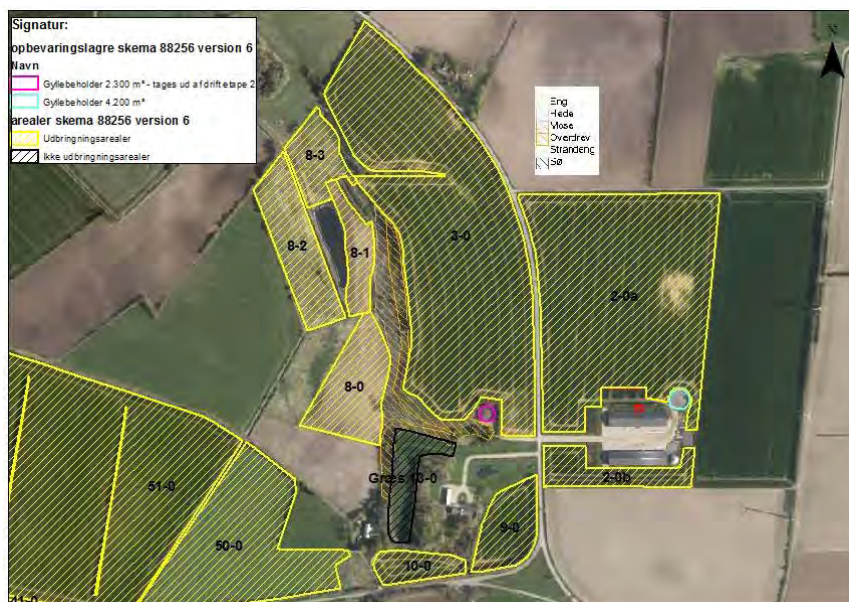 Signatur:
opbevaringslagre skema 88256 version 6
Navn
Gyllebeholder 2.300 m³ - tages ud af drift etape 2
Gyllebeholder 4.200 m³
arealer skema 88256 version 6
Udbringningsarealer
Ikke udbringningsarealer
Eng
Hede
Mose
Overdrev
Strandeng
Sø
N
8-3
3-0
8-2
8-1
2-0a
8-0
Græs 13-0
2-0b
51-0
50-0
9-0
10-0
41-0